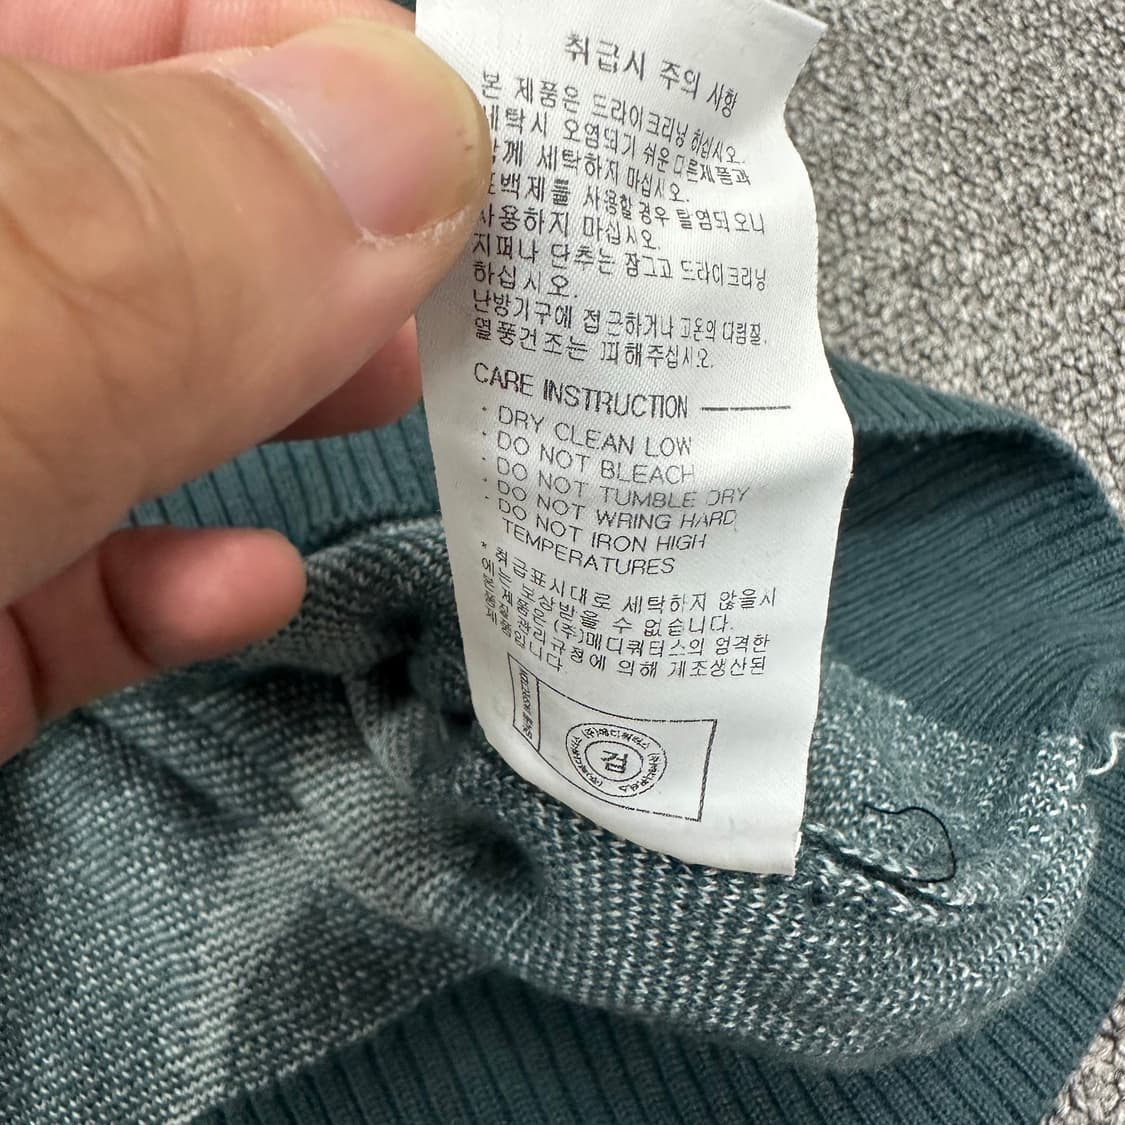 취급시 주의 사항
본 제품은 드라이크리닝 하십시오.
세탁시 오염되기 쉬운 다른제품과
함께 세탁하지 마십시오.
표백제를 사용할경우 탈염되오니
사용하지 마십시오.
지퍼나 단추는 잠그고 드라이크리닝
하십시오.
난방기구에 접근하거나 고온의 다림질,
열풍건조는 피해주십시오.
CARE INSTRUCTION
· DRY CLEAN LOW
· DO NOT BLEACH
· DO NOT TUMBLE DRY
· DO NOT WRING HARD
· DO NOT IRON HIGH
TEMPERATURES
* 취급표시대로 세탁하지 않을시
에는 보상받을 수 없습니다.
본 제품은 (주)메디쿼터스의 엄격한
품질관리규정에 의해 제조생산된
제품입니다.
검